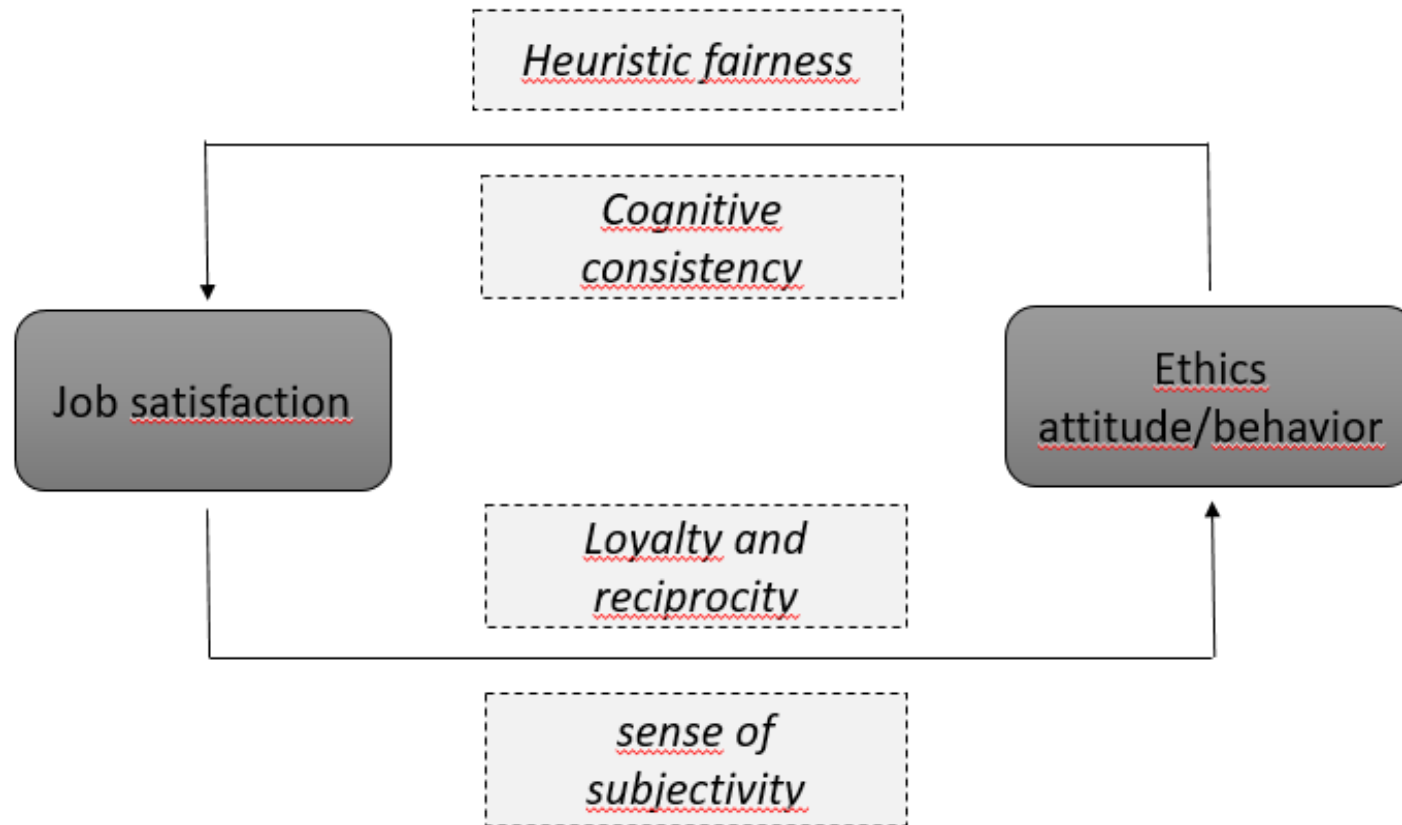 Heuristic fairness
Cognitive
consistency
Job satisfaction
Ethics
attitude/behavior
Loyalty and
reciprocity
sense of
subjectivity